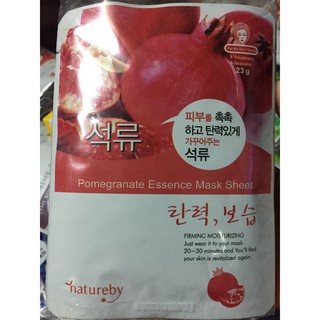 23 g
피부를 촉촉
하고 탄력있게
가꾸어주는
석류
석류
Pomegranate Essence Mask Sheet
탄력, 보습
FIRMING MOISTURIZING
Just wear it to your mask
20~30 minutes and You'll find
your skin is revitalized again.
natureby